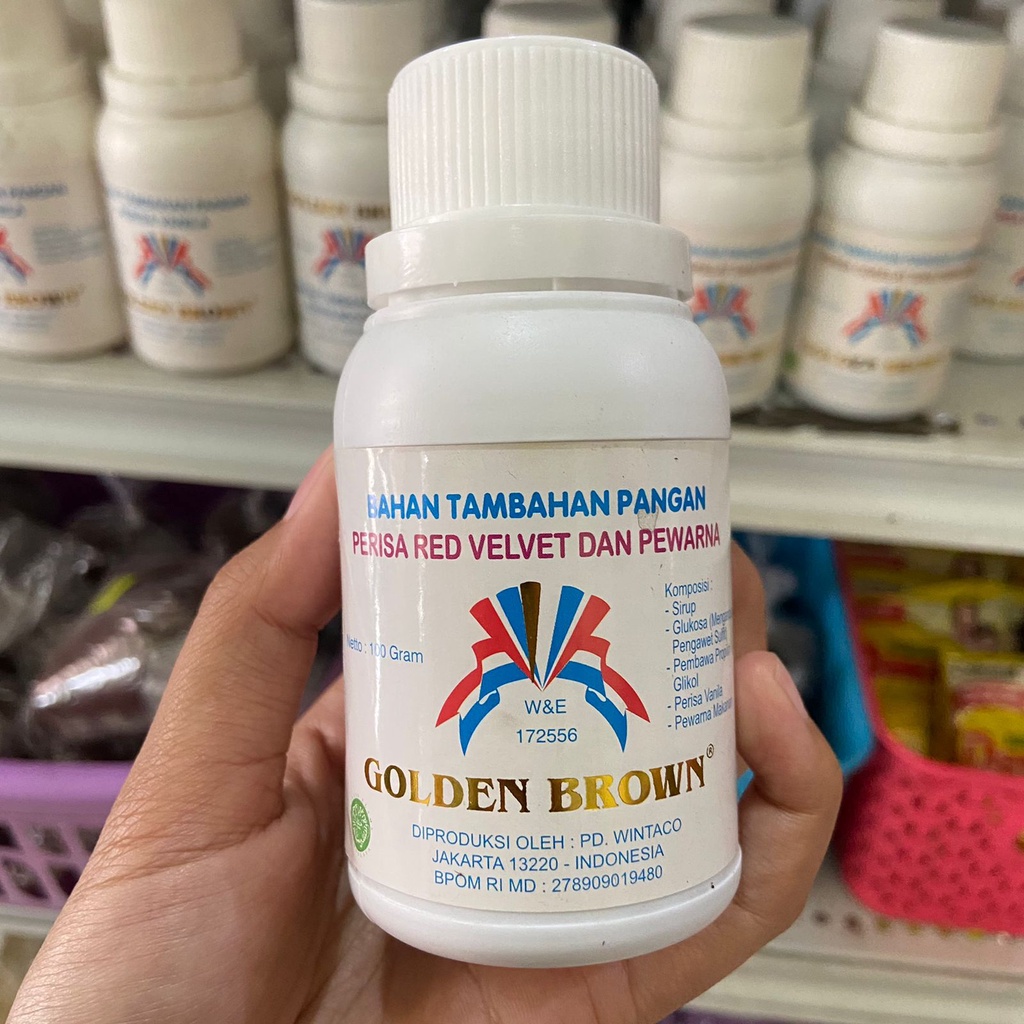 BAHAN TAMBAHAN PANGAN
PERISA RED VELVET DAN PEWARNA
Netto : 100 Gram
Komposisi :
- Sirup
- Glukosa
Pengawet
- Pembawa
Glikol
- Perisa Vanila
- Pewarna
W&E
172556
GOLDEN BROWN®
DIPRODUKSI OLEH : PD. WINTACO
JAKARTA 13220 - INDONESIA
BPOM RI MD : 278909019480